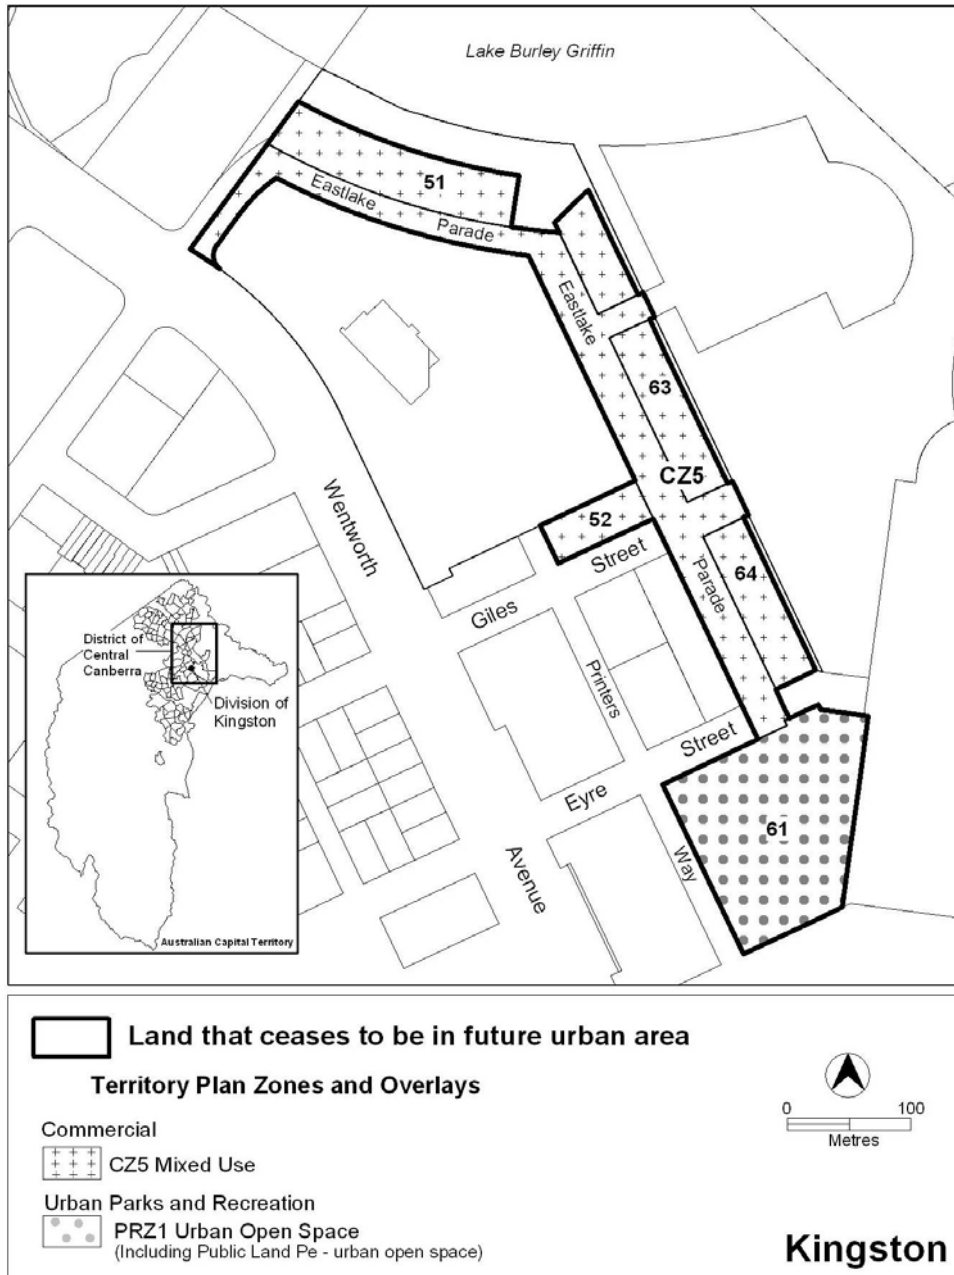 Lake Burley Griffin
51
Eastlake
Parade
Eastlake
63
CZ5
Wentworth
52
Street
Parade
64
Giles
Printers
Street
Eyre
61
Way
Avenue
District of
Central
Canberra
Division of
Kingston
Australian Capital Territory
Land that ceases to be in future urban area
Territory Plan Zones and Overlays
Commercial
CZ5 Mixed Use
Urban Parks and Recreation
PRZ1 Urban Open Space
(Including Public Land Pe - urban open space)
0 100
Metres
Kingston